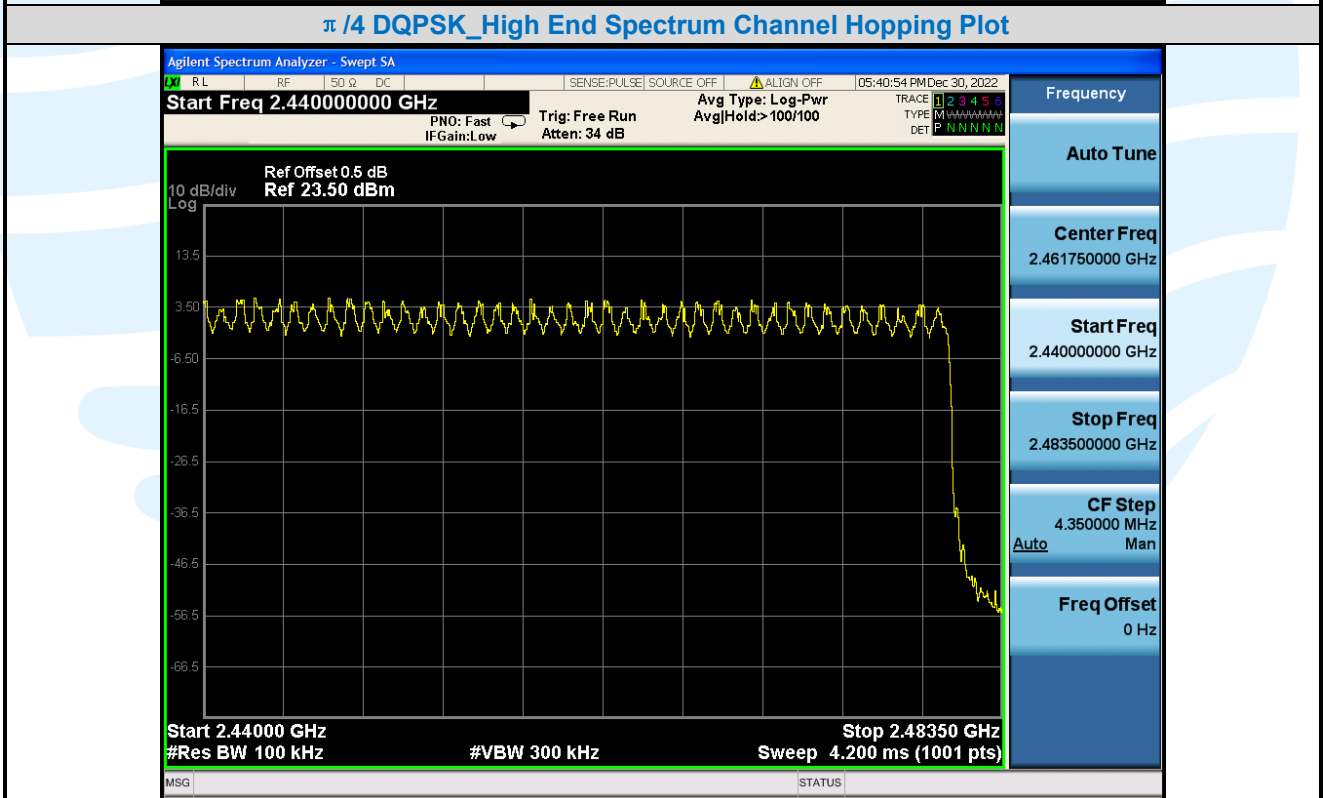 π /4 DQPSK_High End Spectrum Channel Hopping Plot
Agilent Spectrum Analyzer - Swept SA
LXI RL RF 50 Ω DC SENSE:PULSE SOURCE OFF ALIGN OFF 05:40:54 PM Dec 30, 2022
Start Freq 2.440000000 GHz
PNO: Fast
IFGain:Low
Trig: Free Run
Atten: 34 dB
Avg Type: Log-Pwr
Avg|Hold:>100/100
TRACE 1 2 3 4 5 6
TYPE M WWWWW
DET P N N N N N
Ref Offset 0.5 dB
10 dB/div Ref 23.50 dBm
Log
13.5
3.50
-6.50
-16.5
-26.5
-36.5
-46.5
-56.5
-66.5
Start 2.44000 GHz Stop 2.48350 GHz
#Res BW 100 kHz #VBW 300 kHz Sweep 4.200 ms (1001 pts)
MSG STATUS
Frequency
Auto Tune
Center Freq
2.461750000 GHz
Start Freq
2.440000000 GHz
Stop Freq
2.483500000 GHz
CF Step
4.350000 MHz
Auto Man
Freq Offset
0 Hz